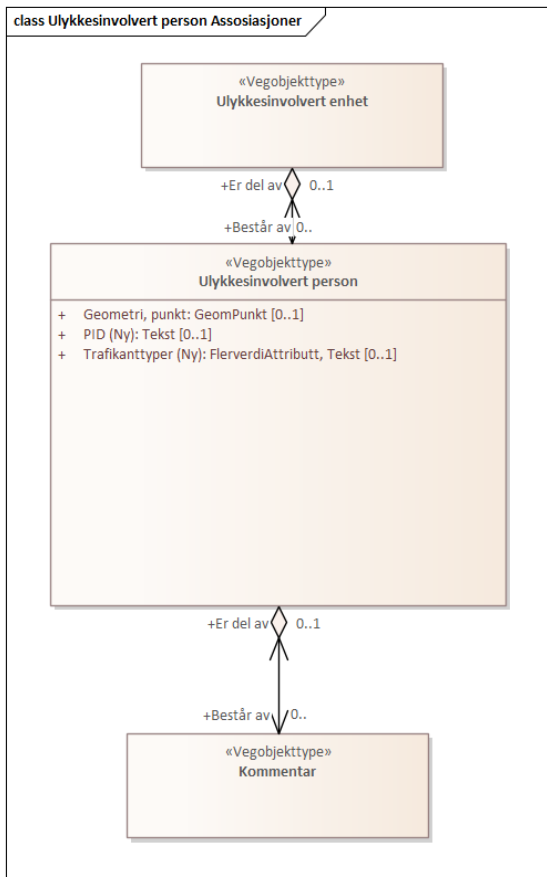 class Ulykkesinvolvert person Assosiasjoner
«Vegobjekttype»
Ulykkesinvolvert enhet
+Er del av 0..1
+Består av 0..
«Vegobjekttype»
Ulykkesinvolvert person
+ Geometri, punkt: GeomPunkt [0..1]
+ PID (Ny): Tekst [0..1]
+ Trafikanttyper (Ny): FlerverdiAttributt, Tekst [0..1]
+Er del av 0..1
+Består av 0..
«Vegobjekttype»
Kommentar